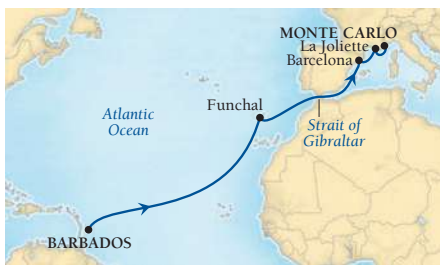 MONTE CARLO
La Joliette
Barcelona
Funchal
Atlantic
Ocean
Strait of
Gibraltar
BARBADOS